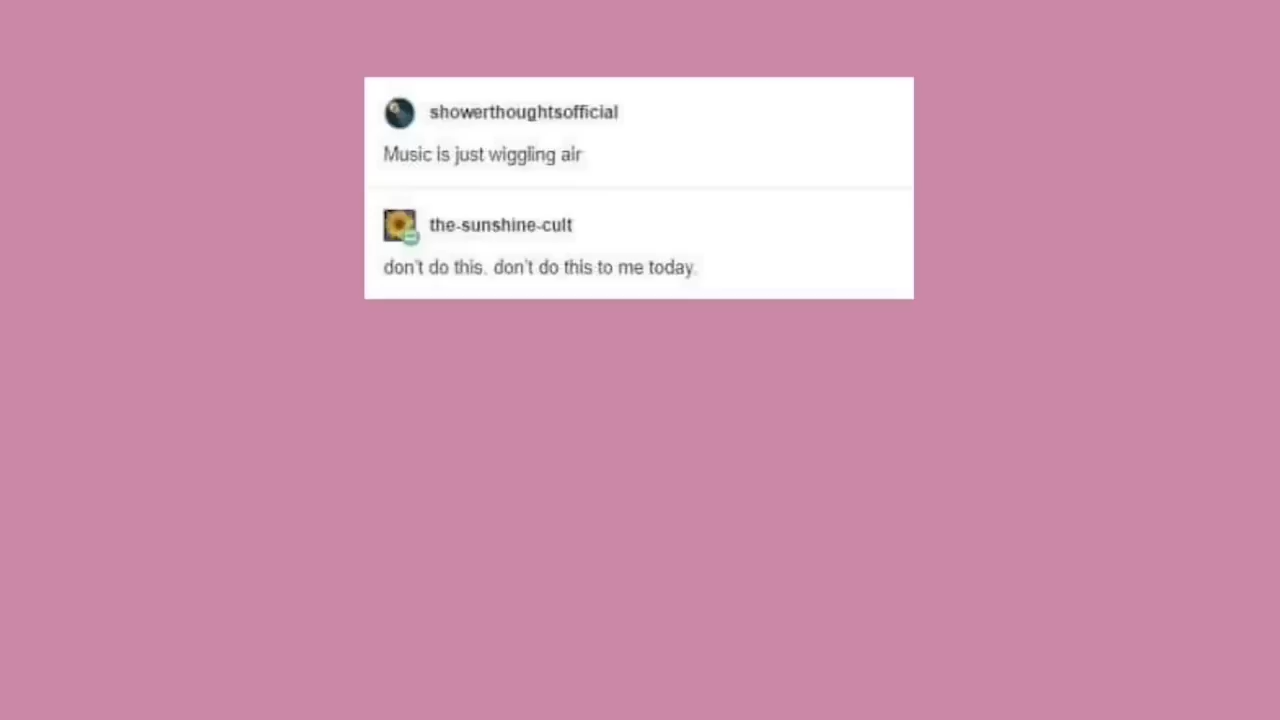 showerthoughtsofficial
Music is just wiggling air
the-sunshine-cult
don't do this. don't do this to me today.